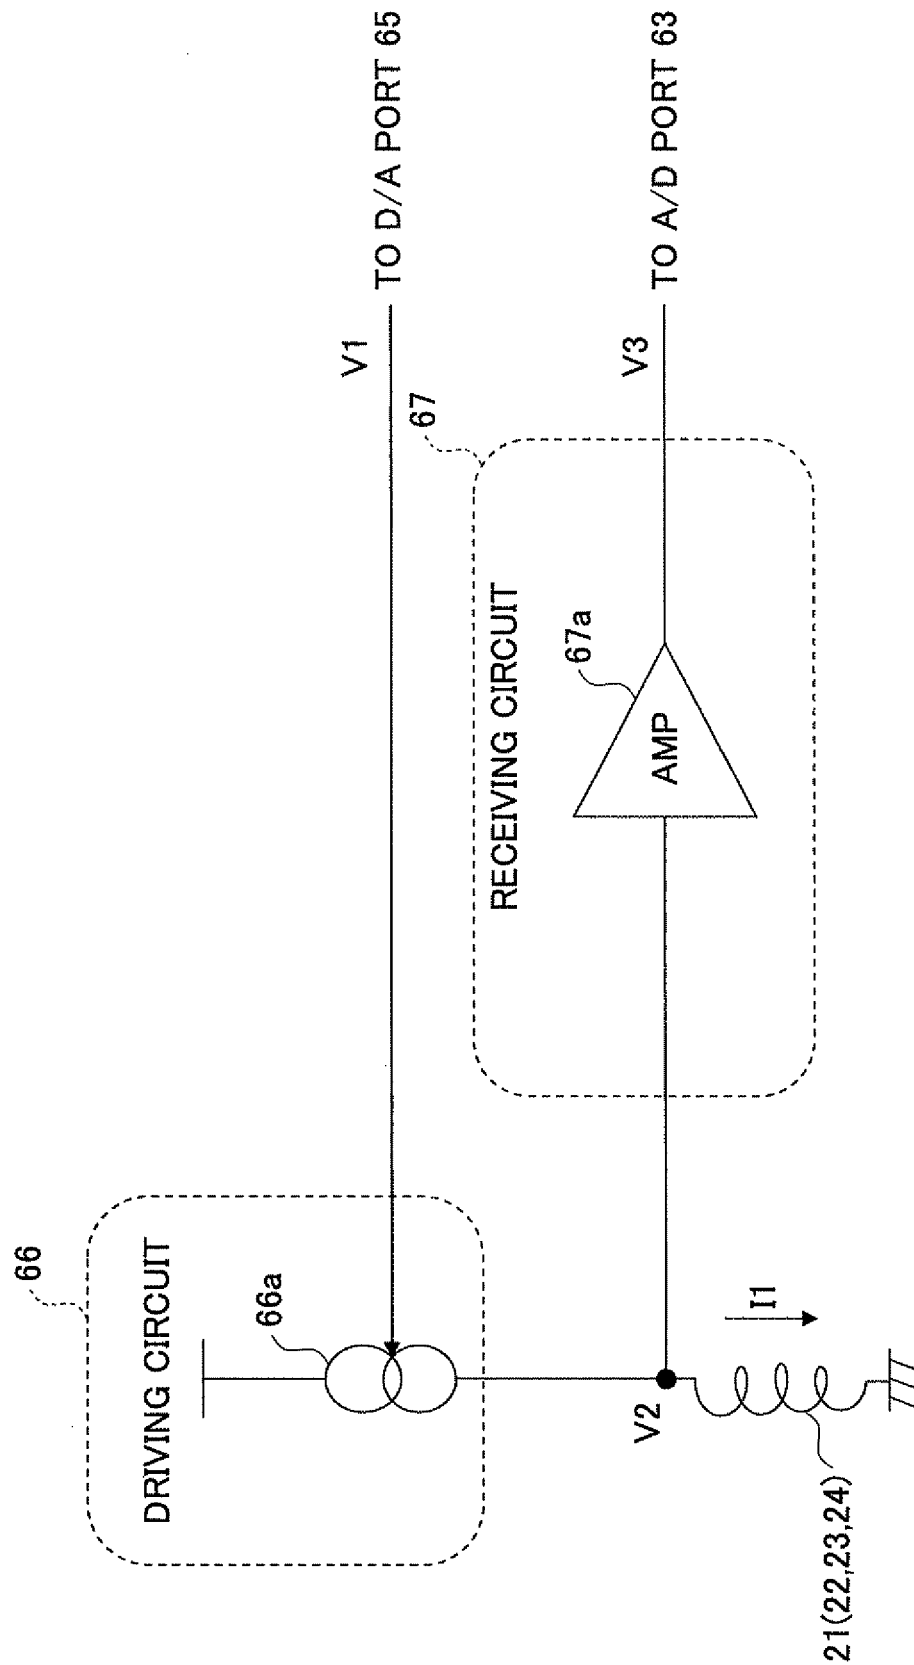 66
DRIVING CIRCUIT
66a
V1
TO D/A PORT 65
67
RECEIVING CIRCUIT
67a
AMP
V3
TO A/D PORT 63
V2
I1
21(22,23,24)